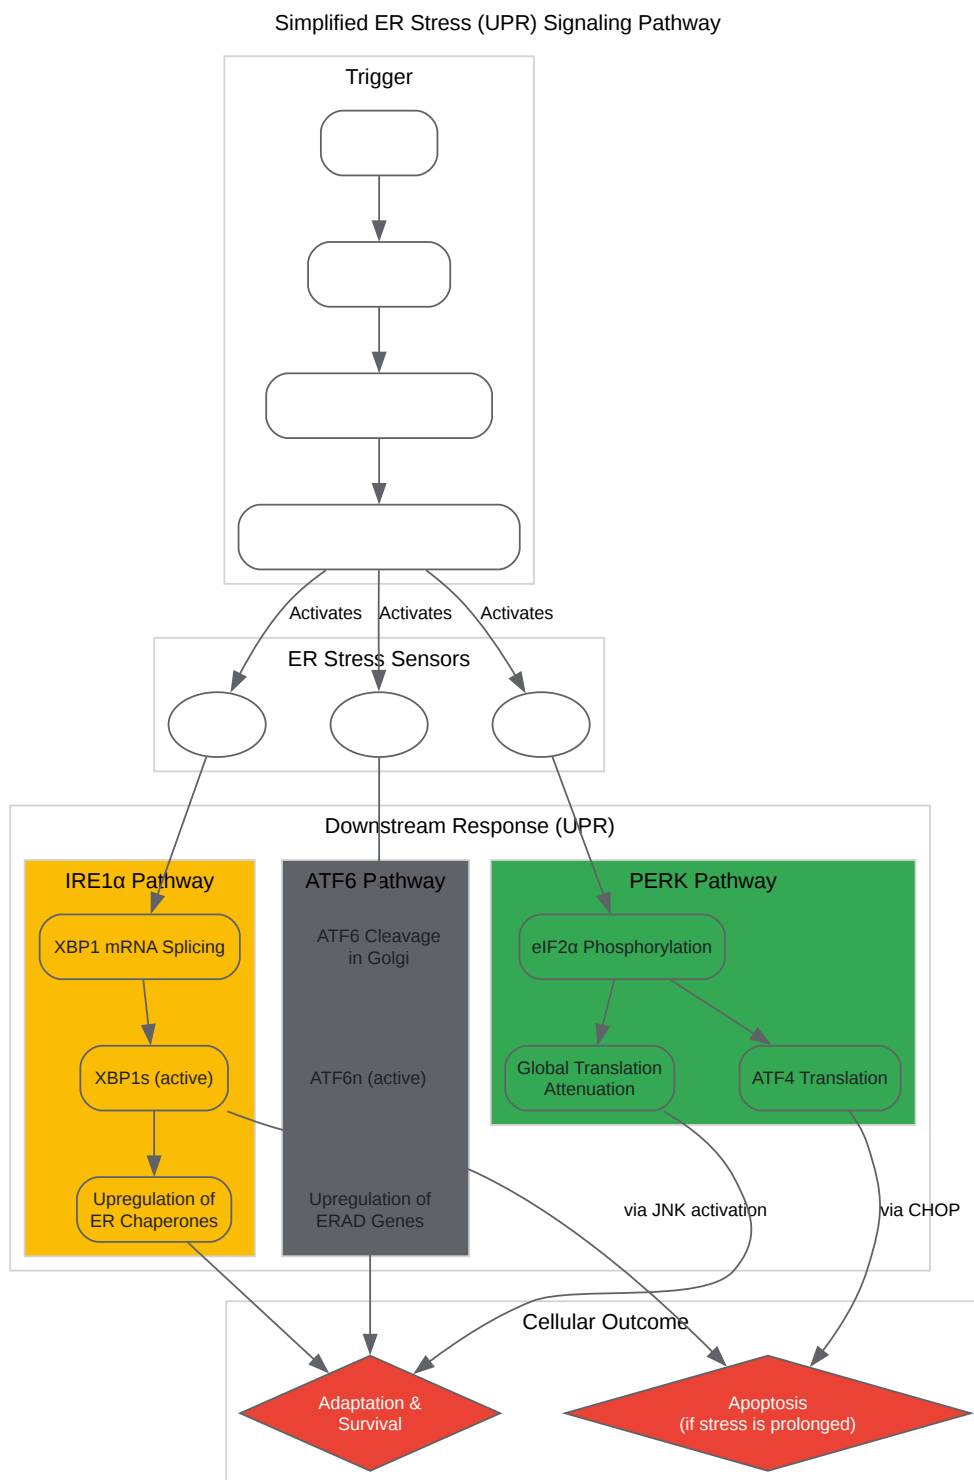 Simplified ER Stress (UPR) Signaling Pathway
Trigger
Activates
Activates
Activates
ER Stress Sensors
Downstream Response (UPR)
IRE1α Pathway
ATF6 Pathway
PERK Pathway
XBP1 mRNA Splicing
ATF6 Cleavage
in Golgi
eIF2α Phosphorylation
XBP1s (active)
ATF6n (active)
Global Translation
Attenuation
ATF4 Translation
Upregulation of
ER Chaperones
Upregulation of
ERAD Genes
via JNK activation
via CHOP
Cellular Outcome
Adaptation &
Survival
Apoptosis
(if stress is prolonged)